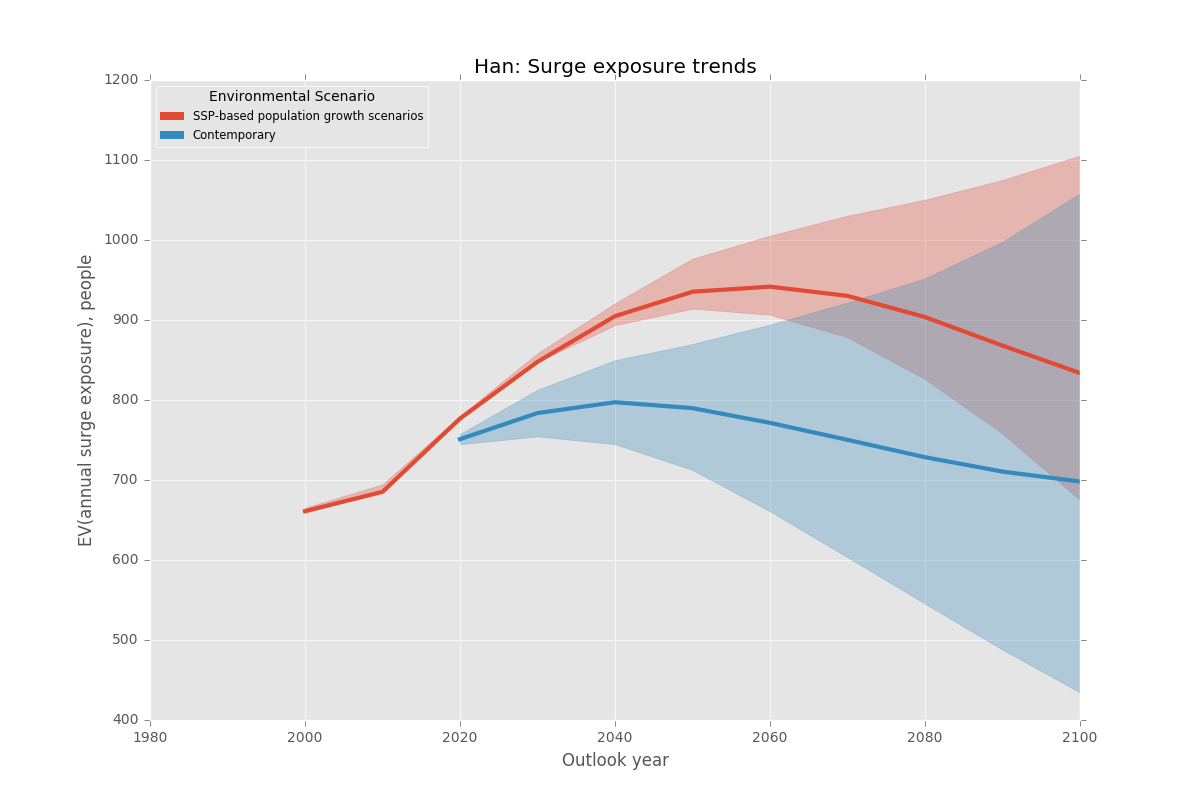 Han: Surge exposure trends
Environmental Scenario
SSP-based population growth scenarios
Contemporary
1200
1100
1000
900
800
700
600
500
400
EV(annual surge exposure), people
1980 2000 2020 2040 2060 2080 2100
Outlook year